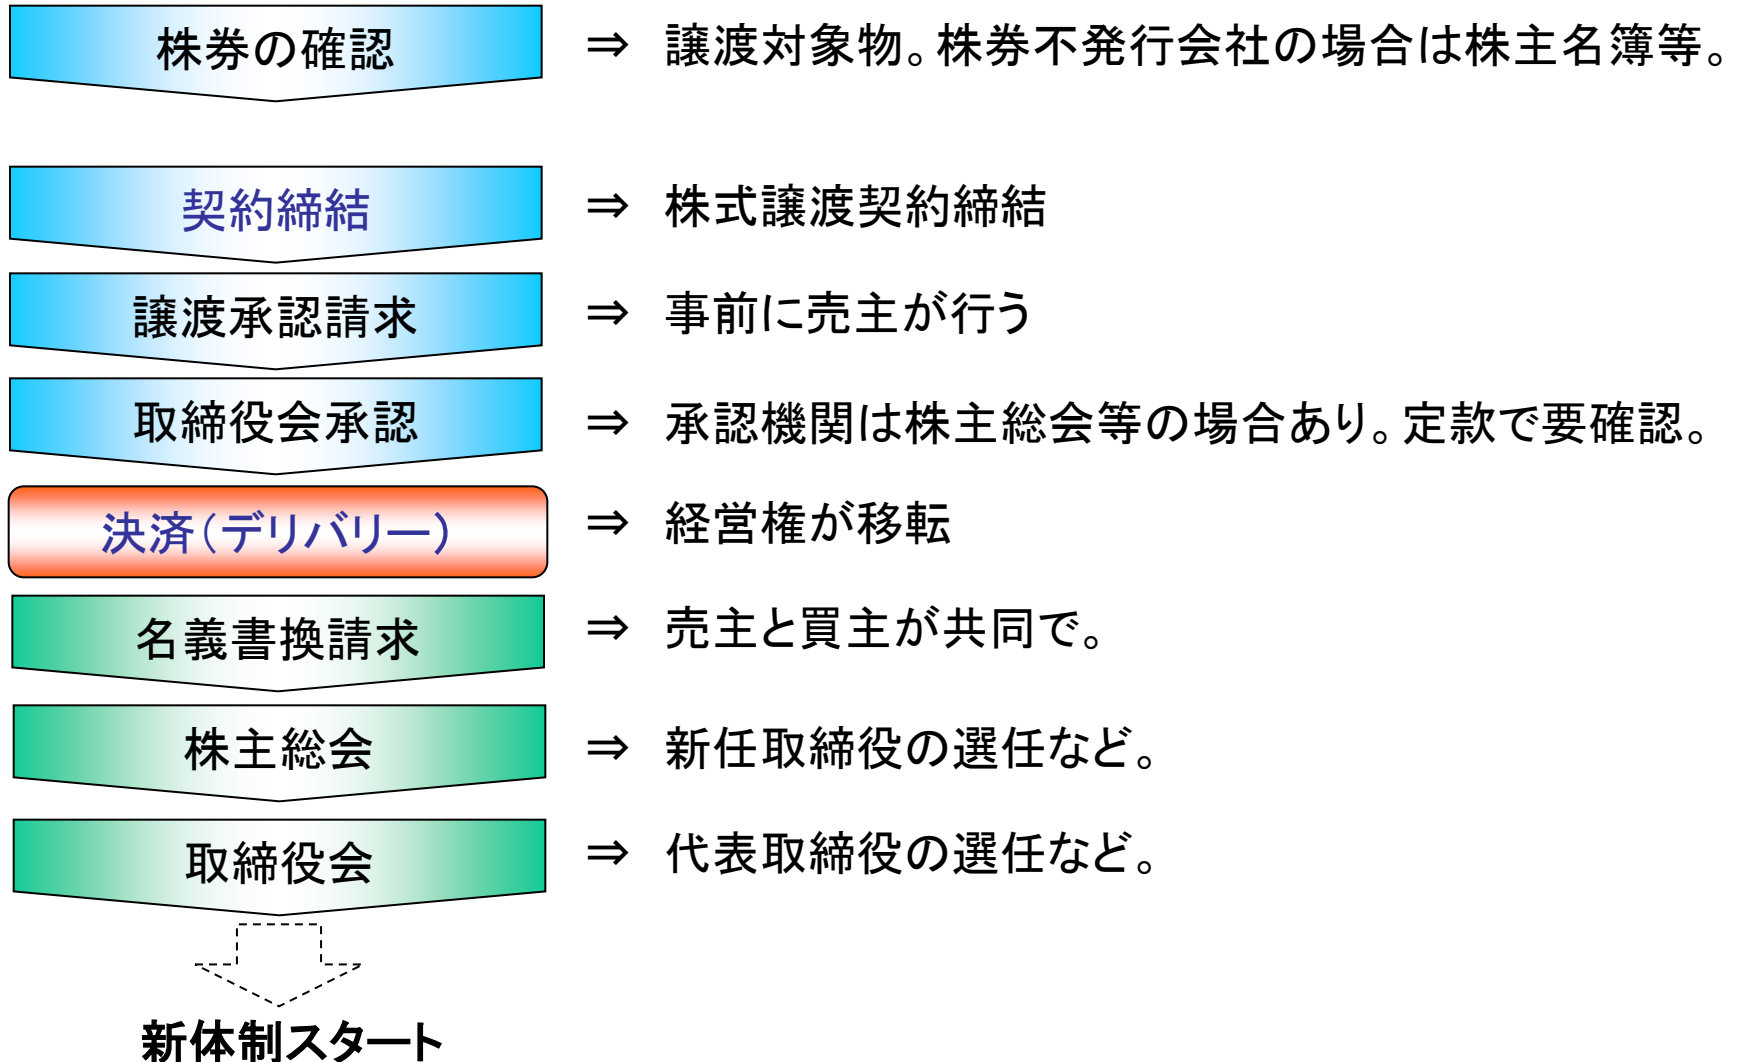 株券の確認 ⇒ 譲渡対象物。株券不発行会社の場合は株主名簿等。
契約締結 ⇒ 株式譲渡契約締結
譲渡承認請求 ⇒ 事前に売主が行う
取締役会承認 ⇒ 承認機関は株主総会等の場合あり。定款で要確認。
決済(デリバリー) ⇒ 経営権が移転
名義書換請求 ⇒ 売主と買主が共同で。
株主総会 ⇒ 新任取締役の選任など。
取締役会 ⇒ 代表取締役の選任など。
新体制スタート